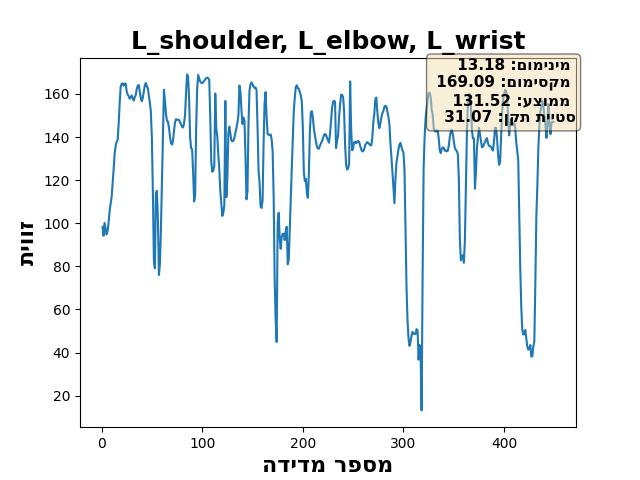 L_shoulder, L_elbow, L_wrist
מינימום: 13.18
מקסימום: 169.09
ממוצע: 131.52
סטיית תקן: 31.07
זווית
160
140
120
100
80
60
40
20
0 100 200 300 400
מספר מדידה